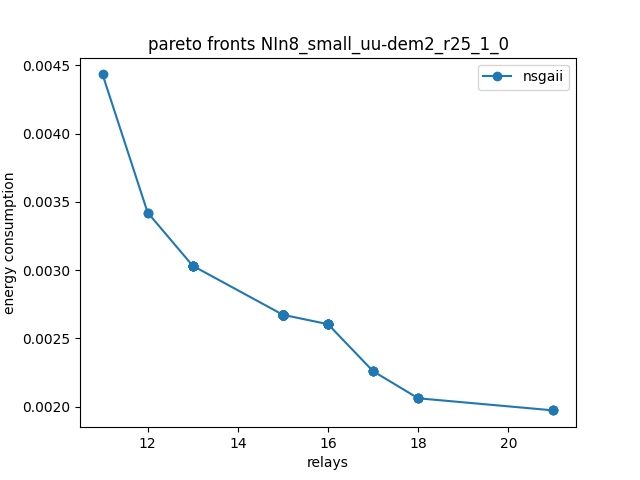 pareto fronts NIn8_small_uu-dem2_r25_1_0
nsgaii
0.0045
0.0040
0.0035
0.0030
0.0025
0.0020
energy consumption
12 14 16 18 20
relays